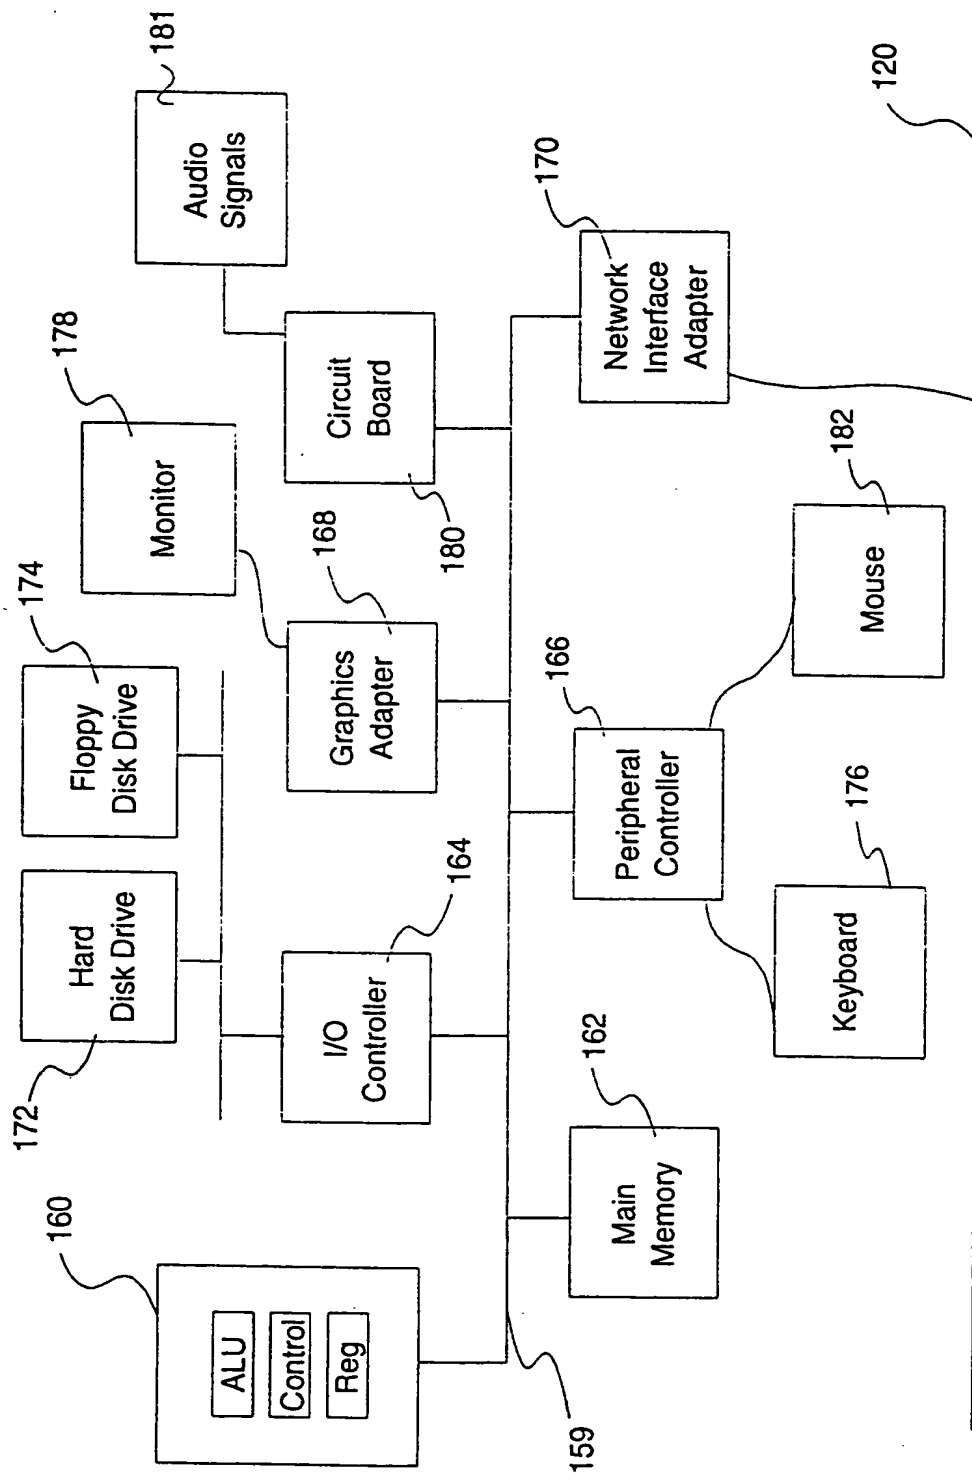 160
ALU
Control
Reg
159
172
Hard
Disk Drive
174
Floppy
Disk Drive
178
Monitor
181
Audio
Signals
I/O
Controller
164
Graphics
Adapter
168
Circuit
Board
180
Main
Memory
162
Peripheral
Controller
166
Network
Interface
Adapter
170
Keyboard
176
Mouse
182
120